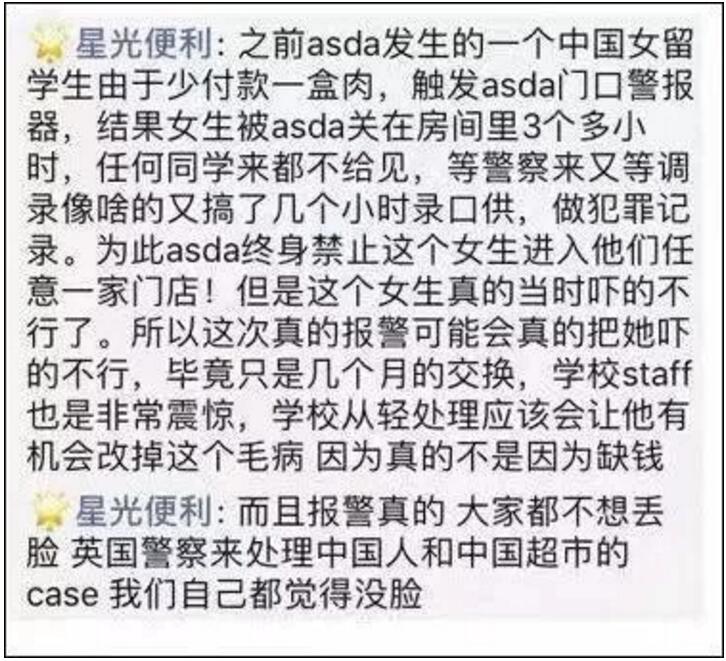 星光便利: 之前asda发生的一个中国女留
学生由于少付款一盒肉，触发asda门口警报
器，结果女生被asda关在房间里3个多小
时，任何同学来都不给见，等警察来又等调
录像啥的又搞了几个小时录口供，做犯罪记
录。为此asda终身禁止这个女生进入他们任
意一家门店！但是这个女生真的当时吓的不
行了。所以这次真的报警可能会真的把她吓
的不行，毕竟只是几个月的交换，学校staff
也是非常震惊，学校从轻处理应该会让他有
机会改掉这个毛病 因为真的不是因为缺钱
星光便利: 而且报警真的 大家都不想丢
脸 英国警察来处理中国人和中国超市的
case 我们自己都觉得没脸